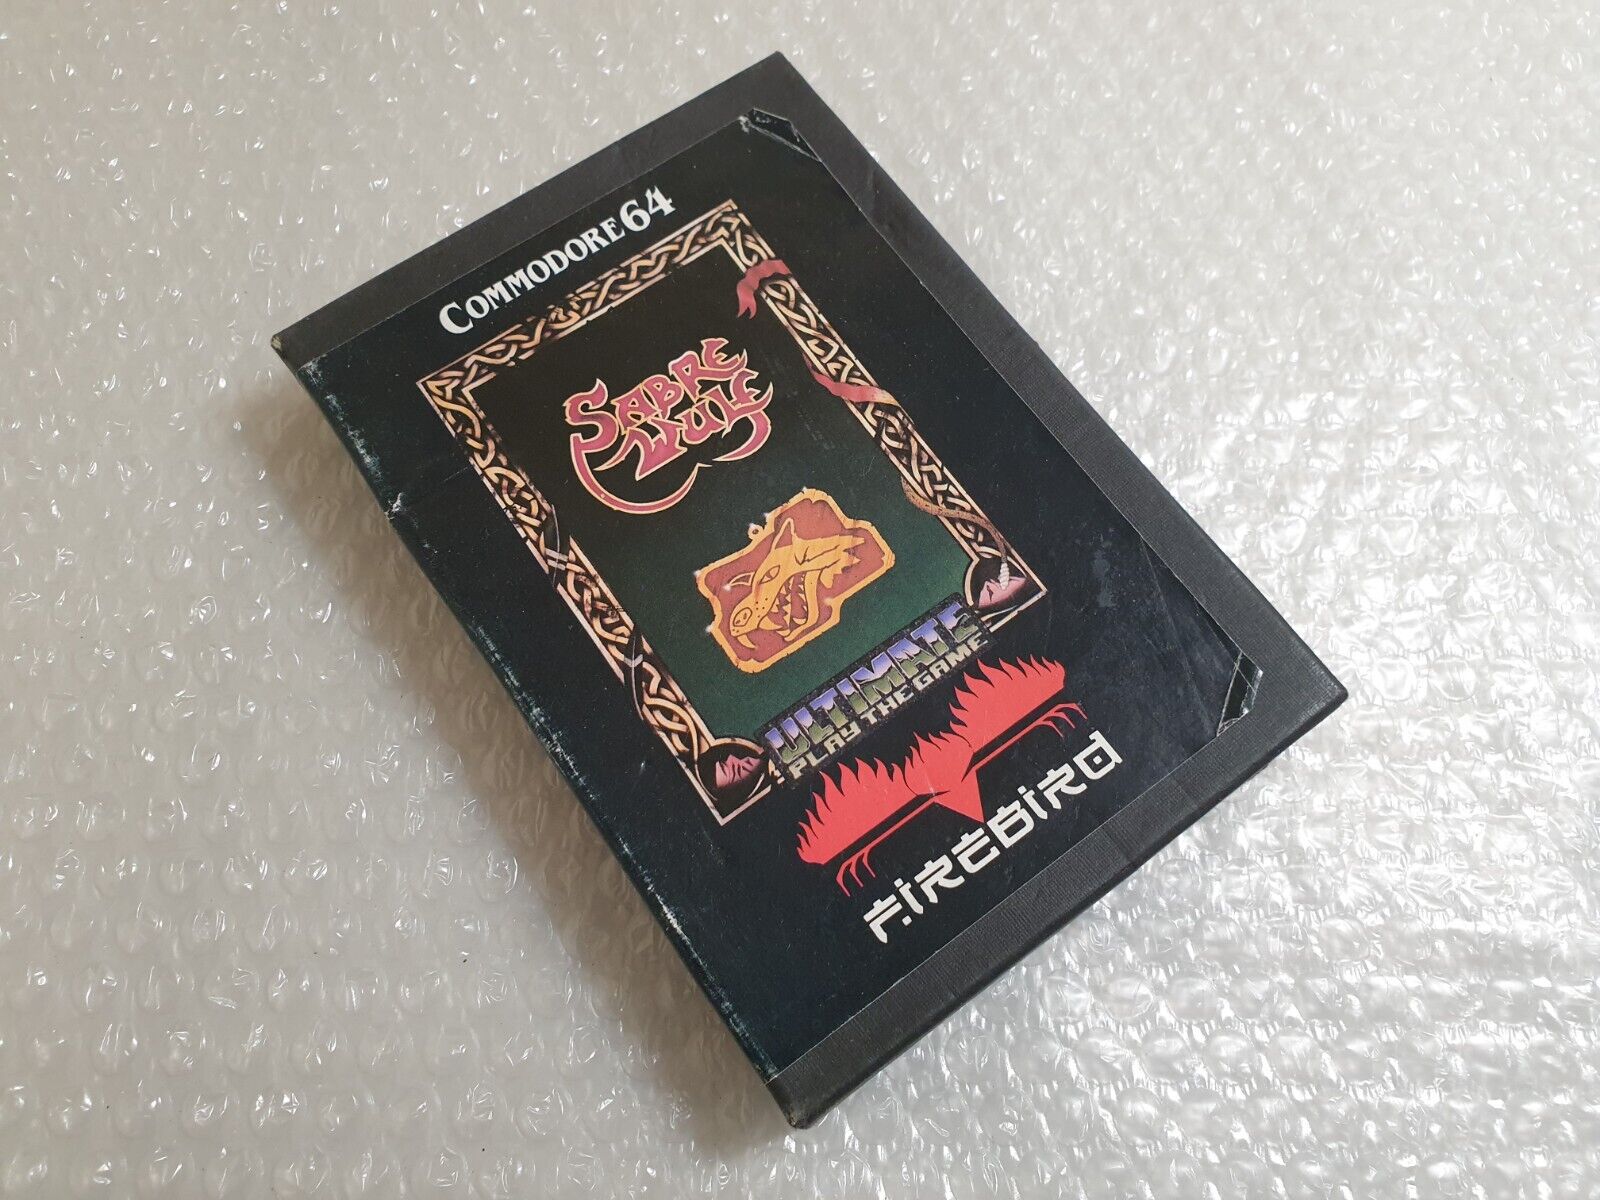 COMMODORE 64
SABRE
WULF
ULTIMATE
PLAY THE GAME
FIREBIRD